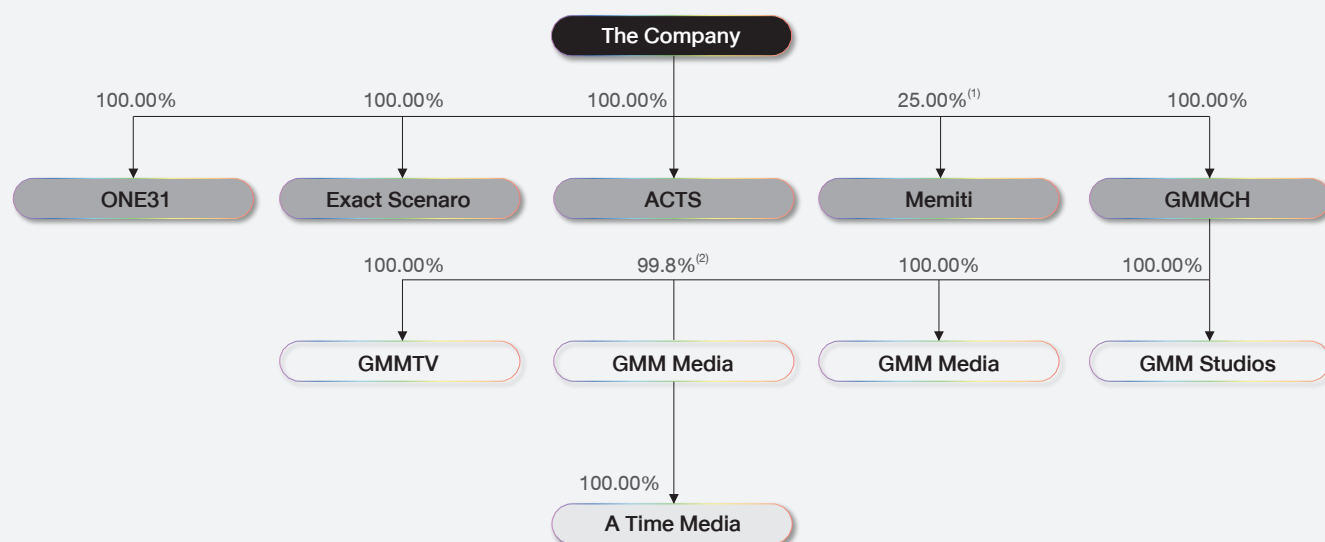 The Company
100.00% 100.00% 100.00% 25.00%(1) 100.00%
ONE31 Exact Scenaro ACTS Memiti GMMCH
100.00% 99.8%(2) 100.00% 100.00%
GMMTV GMM Media GMM Media GMM Studios
100.00%
A Time Media